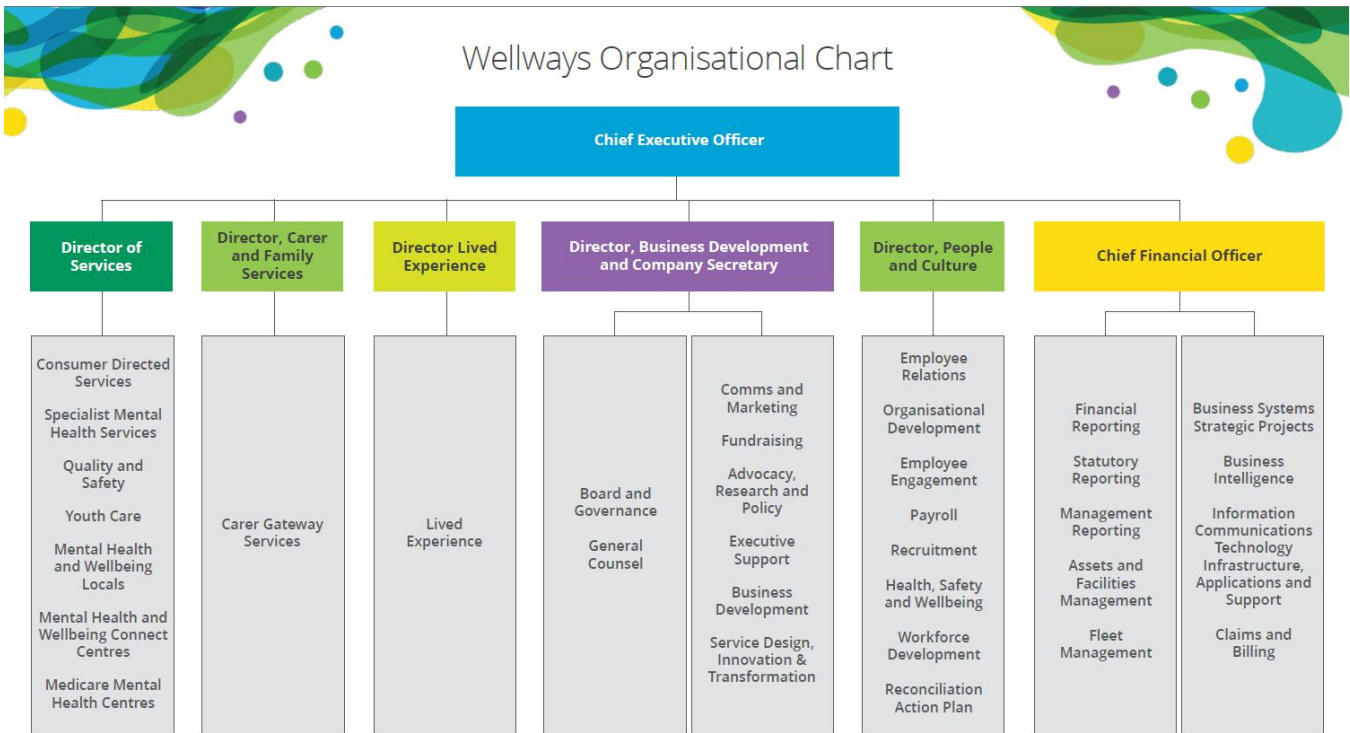 Wellways Organisational Chart
Chief Executive Officer
Director of
Services
Director, Carer
and Family
Services
Director Lived
Experience
Director, Business Development
and Company Secretary
Director, People
and Culture
Chief Financial Officer
Consumer Directed
Services
Specialist Mental
Health Services
Quality and
Safety
Youth Care
Mental Health
and Wellbeing
Locals
Mental Health and
Wellbeing Connect
Centres
Medicare Mental
Health Centres
Carer Gateway
Services
Lived
Experience
Board and
Governance
General
Counsel
Comms and
Marketing
Fundraising
Advocacy,
Research and
Policy
Executive
Support
Business
Development
Service Design,
Innovation &
Transformation
Employee
Relations
Organisational
Development
Employee
Engagement
Payroll
Recruitment
Health, Safety
and Wellbeing
Workforce
Development
Reconciliation
Action Plan
Financial
Reporting
Statutory
Reporting
Management
Reporting
Assets and
Facilities
Management
Fleet
Management
Business Systems
Strategic Projects
Business
Intelligence
Information
Communications
Technology
Infrastructure,
Applications and
Support
Claims and
Billing